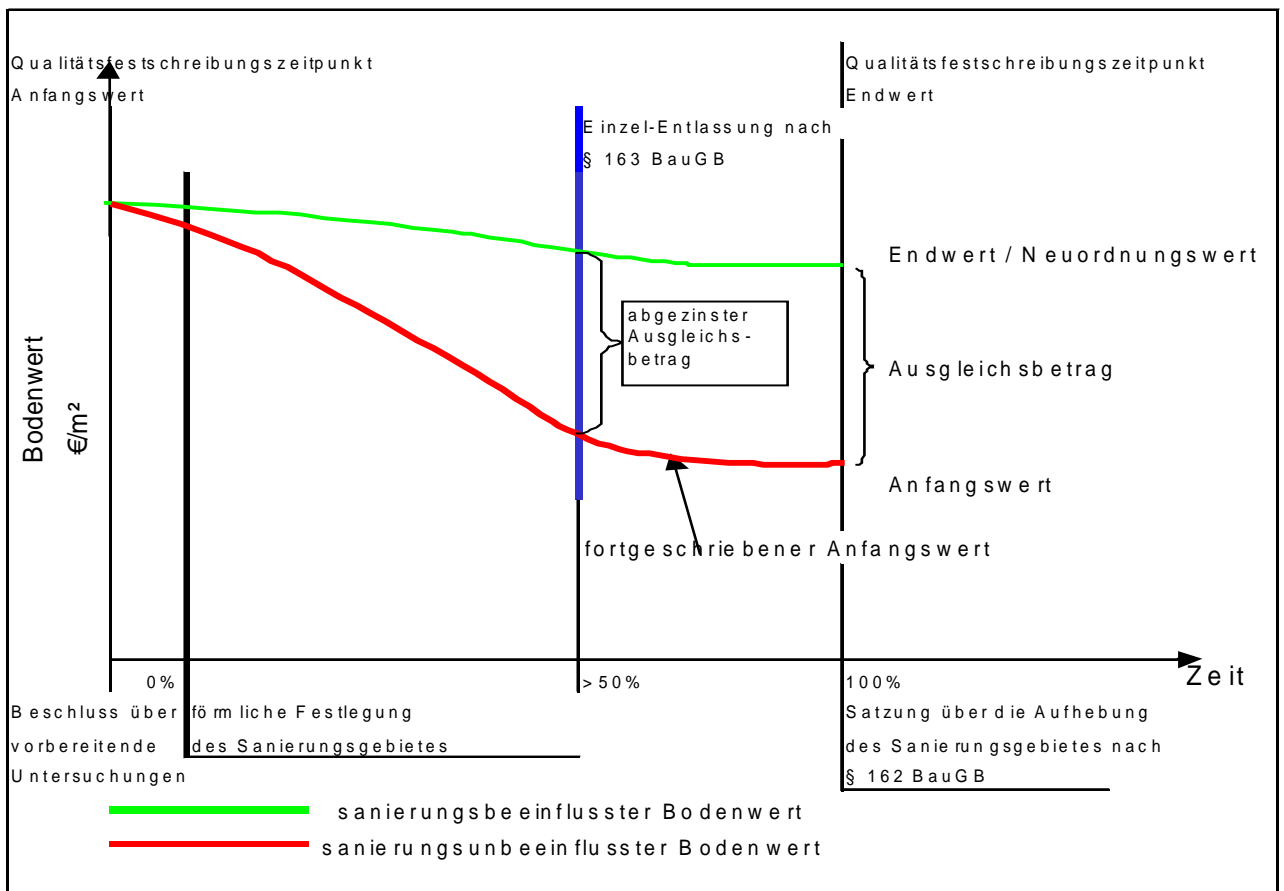 Qualitätsfestschreibungszeitpunkt
Anfangswert
Qualitätsfestschreibungszeitpunkt
Endwert
Einzel-Entlassung nach
§ 163 BauGB
Endwert / Neuordnungswert
abgezinster
Ausgleichs-
betrag
Ausgleichsbetrag
Bodenwert
€/m²
Anfangswert
fortgeschriebener Anfangswert
0%
>50%
100%
Zeit
Beschluss über
vorbereitende
Untersuchungen
förmliche Festlegung
des Sanierungsgebietes
Satzung über die Aufhebung
des Sanierungsgebietes nach
§ 162 BauGB
sanierungsbeeinflusster Bodenwert
sanierungsunbeeinflusster Bodenwert